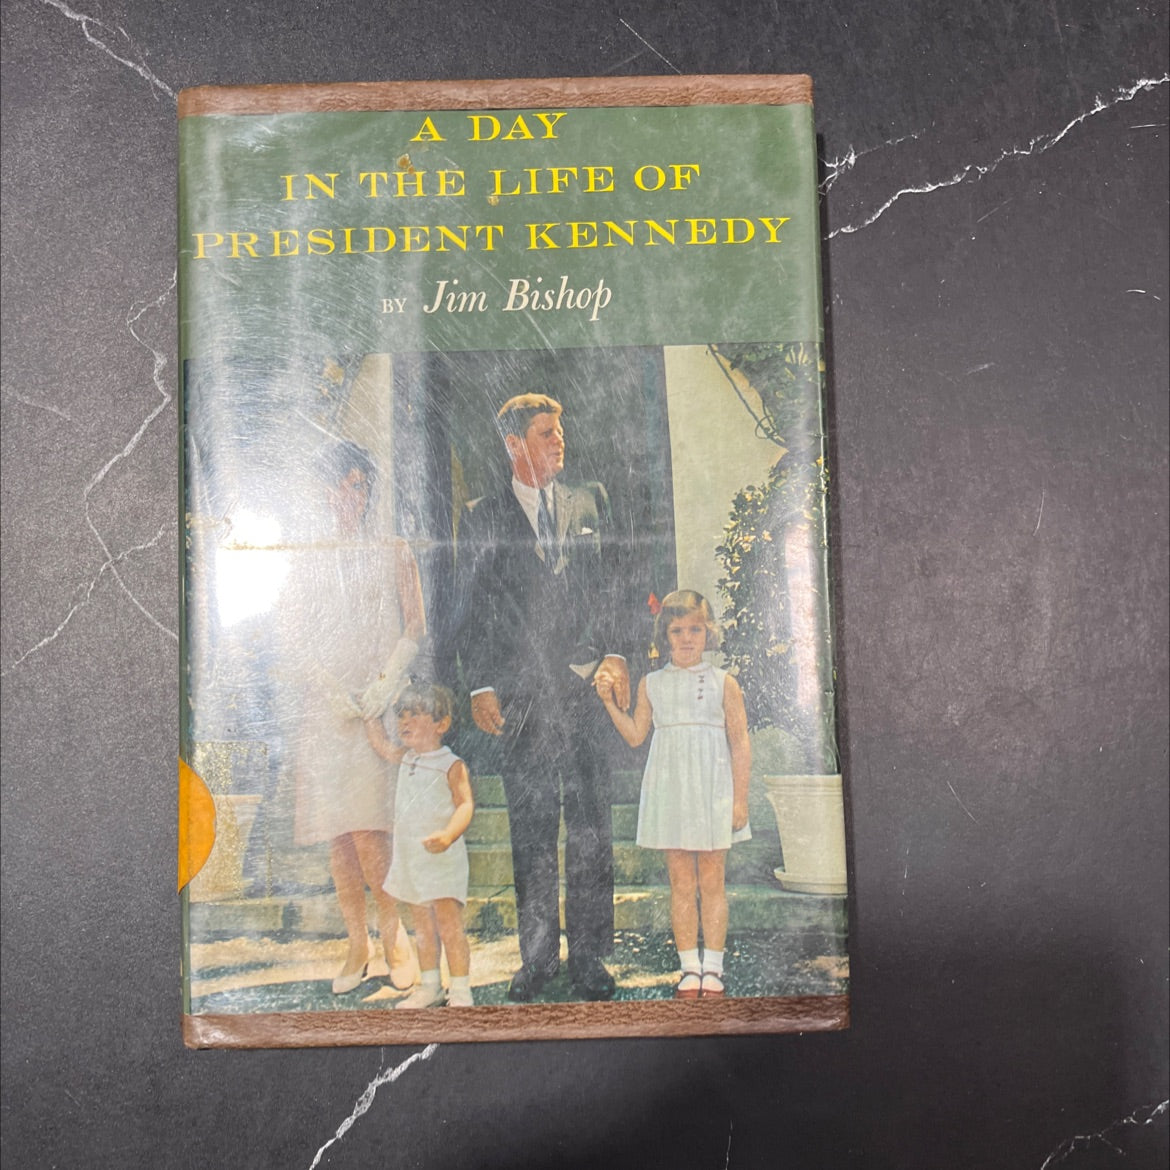 A DAY
IN THE LIFE OF
PRESIDENT KENNEDY
BY Jim Bishop